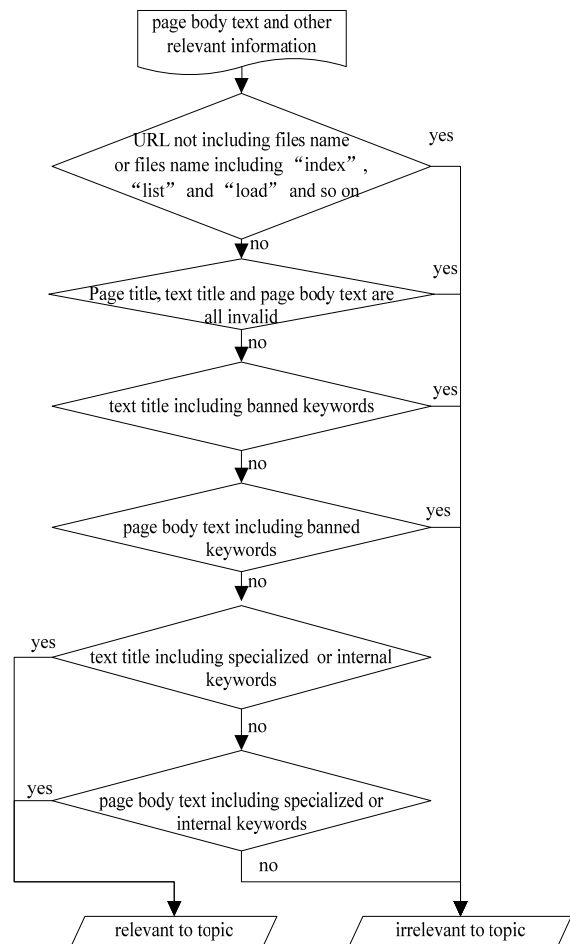 page body text and other
relevant information
yes
URL not including files name
or files name including “index”,
“list” and “load” and so on
no
yes
Page title, text title and page body text are
all invalid
no
yes
text title including banned keywords
no
yes
page body text including banned
keywords
no
yes
text title including specialized or internal
keywords
no
yes
page body text including specialized or
internal keywords
no
relevant to topic
irrelevant to topic